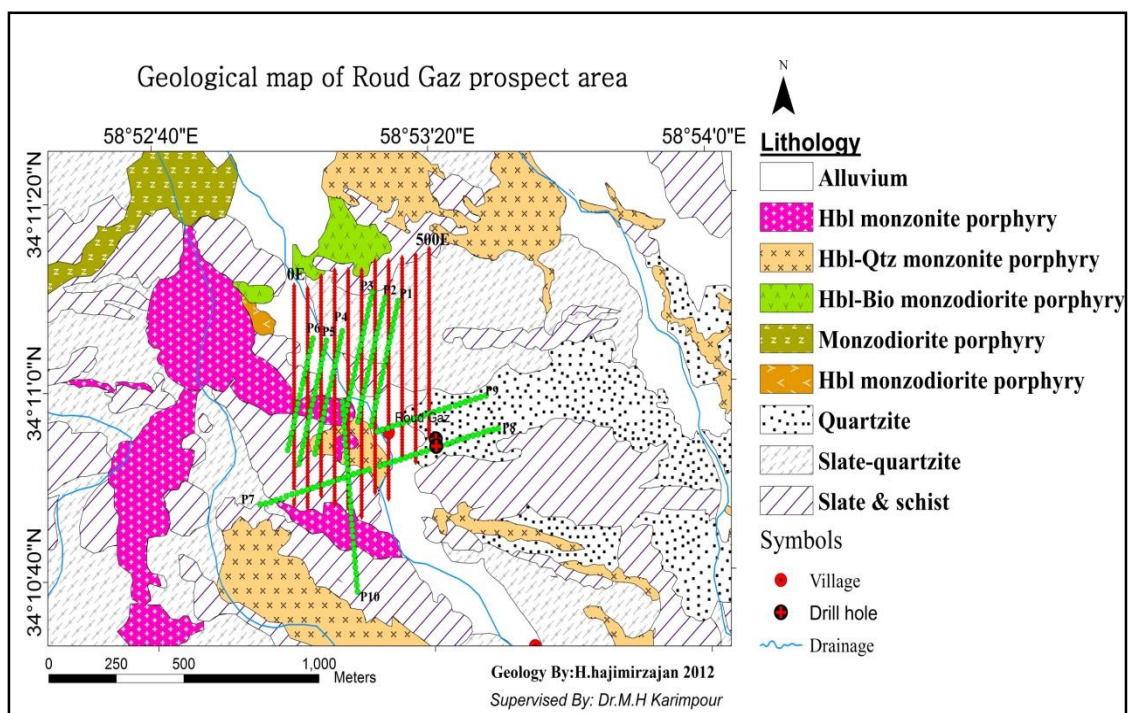 Geological map of Roud Gaz prospect area
N
58°52'40"E
58°53'20"E
58°54'0"E
34°11'20"N
34°11'0"N
34°10'40"N
500E
0E
P3
P2
P1
P4
P6
P5
P9
Roud Gaz
P8
P7
P10
Lithology
Alluvium
Hbl monzonite porphyry
Hbl-Qtz monzonite porphyry
Hbl-Bio monzodiorite porphyry
Monzodiorite porphyry
Hbl monzodiorite porphyry
Quartzite
Slate-quartzite
Slate & schist
Symbols
Village
Drill hole
Drainage
0 250 500 1,000
Meters
Geology By:H.hajimirzajan 2012
Supervised By: Dr.M.H Karimpour